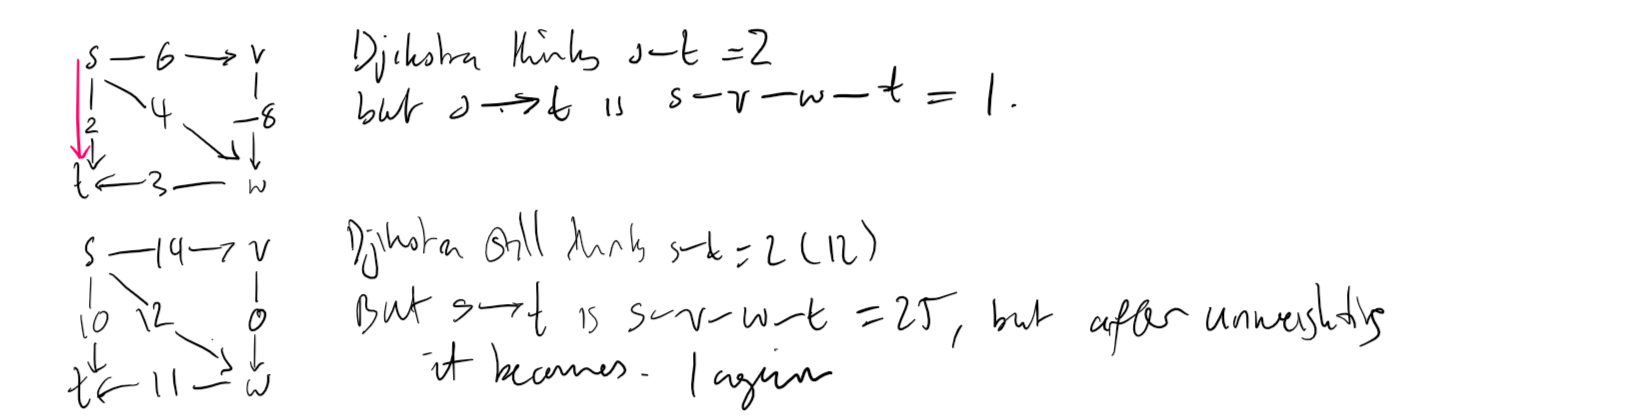 s — 6 → v
Djikstra thinks s—t = 2
4
but s → t is s — v — w — t = 1.
2
—8
t ← 3 — w
s — 14 → v
Djikstra still thinks s—t = 2 (12)
10 12 0
But s → t is s—v—w—t = 25, but after unweighting
it becomes. 1 again
t ← 11 — w